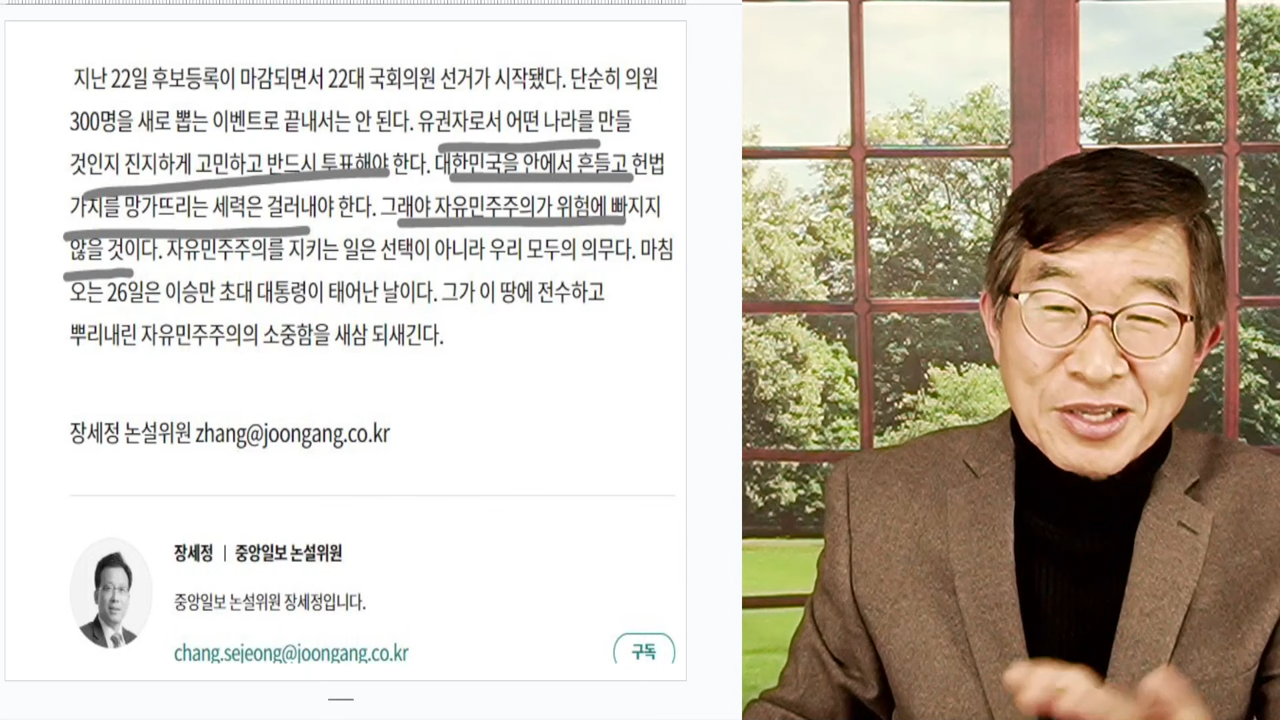 지난 22일 후보등록이 마감되면서 22대 국회의원 선거가 시작됐다. 단순히 의원
300명을 새로 뽑는 이벤트로 끝내서는 안 된다. 유권자로서 어떤 나라를 만들
것인지 진지하게 고민하고 반드시 투표해야 한다. 대한민국을 안에서 흔들고 헌법
가치를 망가뜨리는 세력은 걸러내야 한다. 그래야 자유민주주의가 위험에 빠지지
않을 것이다. 자유민주주의를 지키는 일은 선택이 아니라 우리 모두의 의무다. 마침
오는 26일은 이승만 초대 대통령이 태어난 날이다. 그가 이 땅에 전수하고
뿌리내린 자유민주주의의 소중함을 새삼 되새긴다.
장세정 논설위원 zhang@joongang.co.kr
장세정 | 중앙일보 논설위원
중앙일보 논설위원 장세정입니다.
chang.sejeong@joongang.co.kr
구독